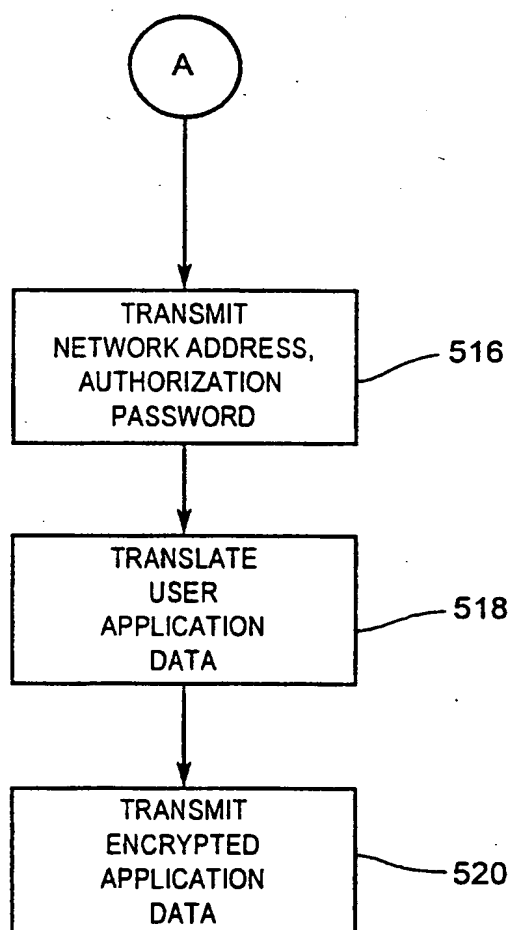 A
TRANSMIT
NETWORK ADDRESS,
AUTHORIZATION
PASSWORD
516
TRANSLATE
USER
APPLICATION
DATA
518
TRANSMIT
ENCRYPTED
APPLICATION
DATA
520